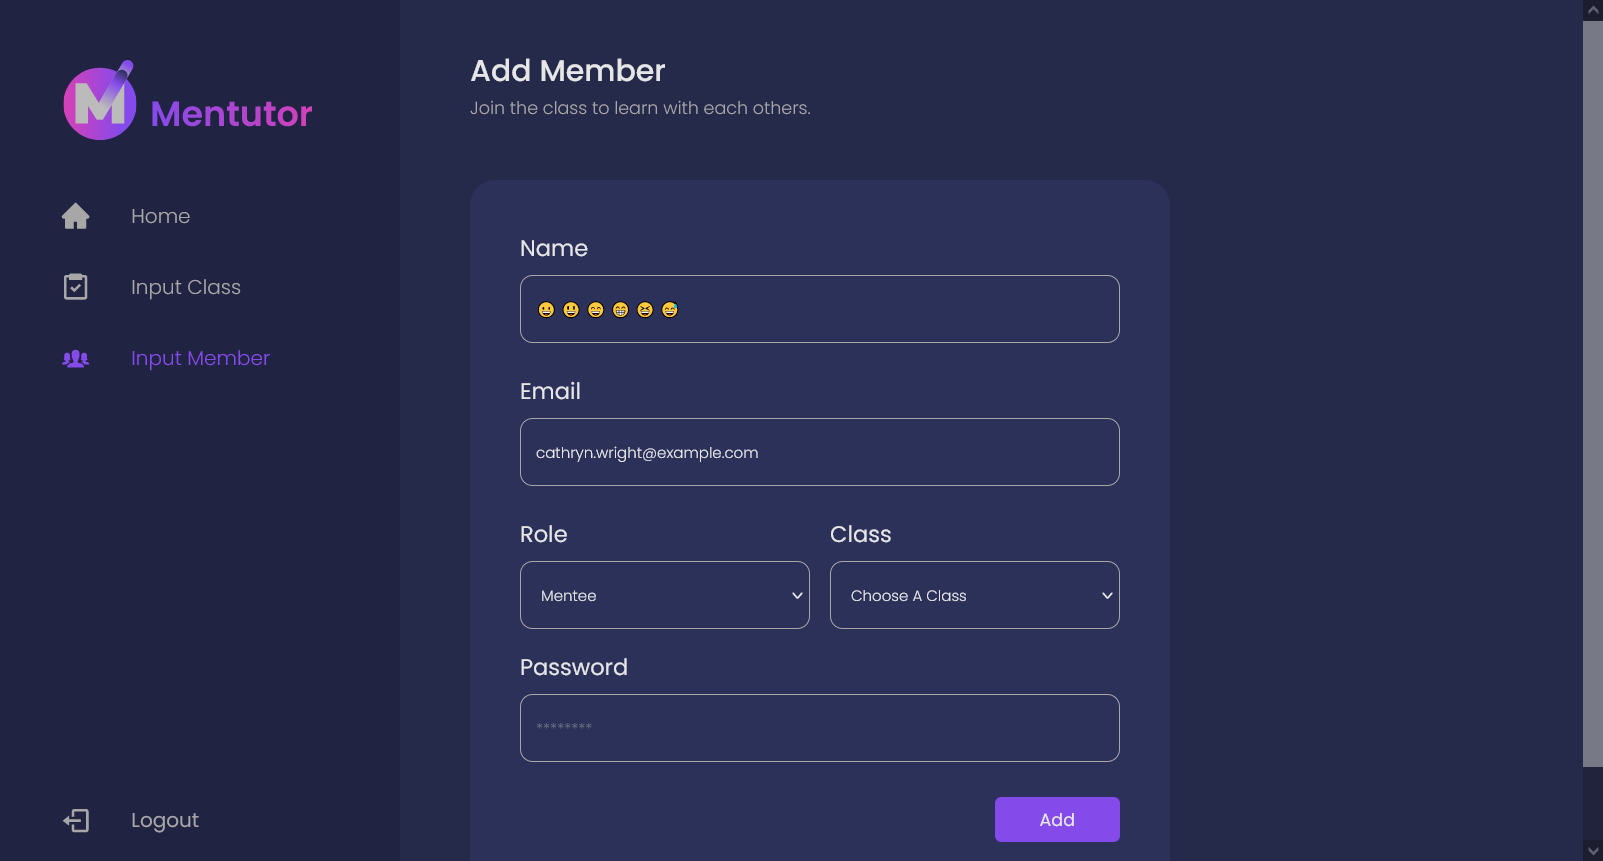 Mentutor
Home
Input Class
Input Member
Logout
Add Member
Join the class to learn with each others.
Name
😀 😃 😄 😁 😆 😅
Email
cathryn.wright@example.com
Role
Class
Mentee
Choose A Class
Password
********
Add